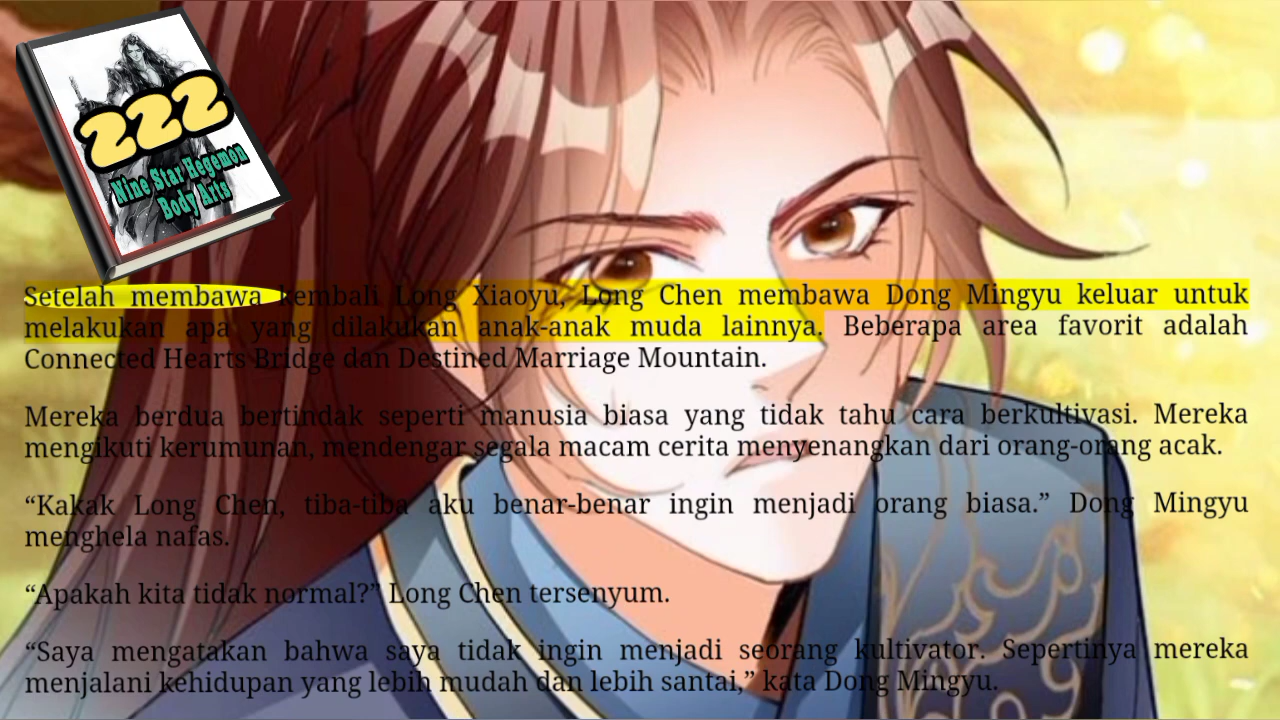 222
Nine Star Hegemon
Body Arts
Setelah membawa kembali Long Xiaoyu, Long Chen membawa Dong Mingyu keluar untuk
melakukan apa yang dilakukan anak-anak muda lainnya. Beberapa area favorit adalah
Connected Hearts Bridge dan Destined Marriage Mountain.
Mereka berdua bertindak seperti manusia biasa yang tidak tahu cara berkultivasi. Mereka
mengikuti kerumunan, mendengar segala macam cerita menyenangkan dari orang-orang acak.
“Kakak Long Chen, tiba-tiba aku benar-benar ingin menjadi orang biasa.” Dong Mingyu
menghela nafas.
“Apakah kita tidak normal?” Long Chen tersenyum.
“Saya mengatakan bahwa saya tidak ingin menjadi seorang kultivator. Sepertinya mereka
menjalani kehidupan yang lebih mudah dan lebih santai,” kata Dong Mingyu.